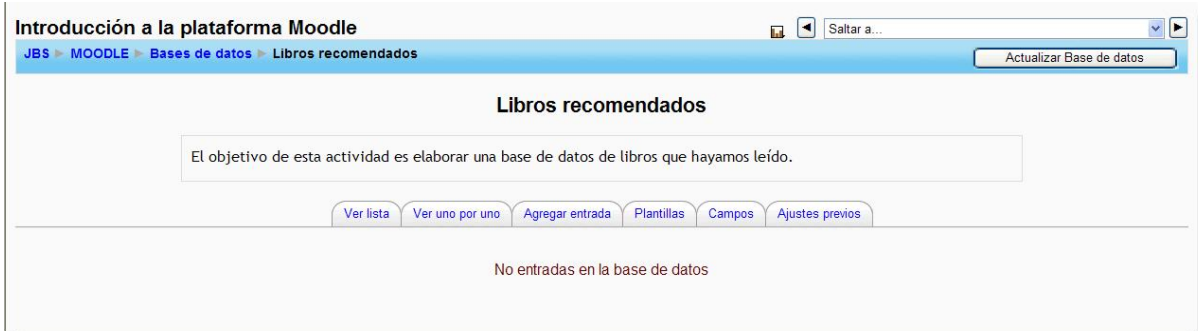 Introducción a la plataforma Moodle
Saltar a...
JBS MOODLE Bases de datos Libros recomendados
Actualizar Base de datos
Libros recomendados
El objetivo de esta actividad es elaborar una base de datos de libros que hayamos leído.
Ver lista Ver uno por uno Agregar entrada Plantillas Campos Ajustes previos
No entradas en la base de datos